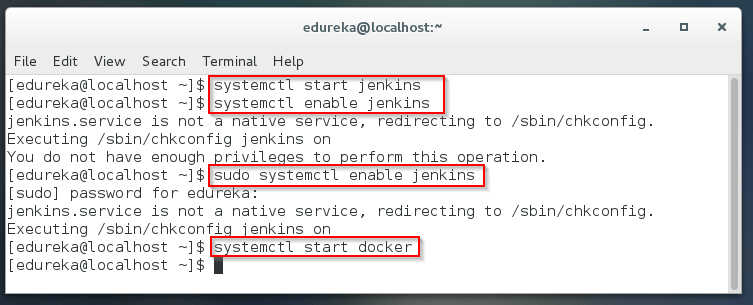 edureka@localhost:~
File Edit View Search Terminal Help
[edureka@localhost ~]$ systemctl start jenkins
[edureka@localhost ~]$ systemctl enable jenkins
jenkins.service is not a native service, redirecting to /sbin/chkconfig.
Executing /sbin/chkconfig jenkins on
You do not have enough privileges to perform this operation.
[edureka@localhost ~]$ sudo systemctl enable jenkins
[sudo] password for edureka:
jenkins.service is not a native service, redirecting to /sbin/chkconfig.
Executing /sbin/chkconfig jenkins on
[edureka@localhost ~]$ systemctl start docker
[edureka@localhost ~]$